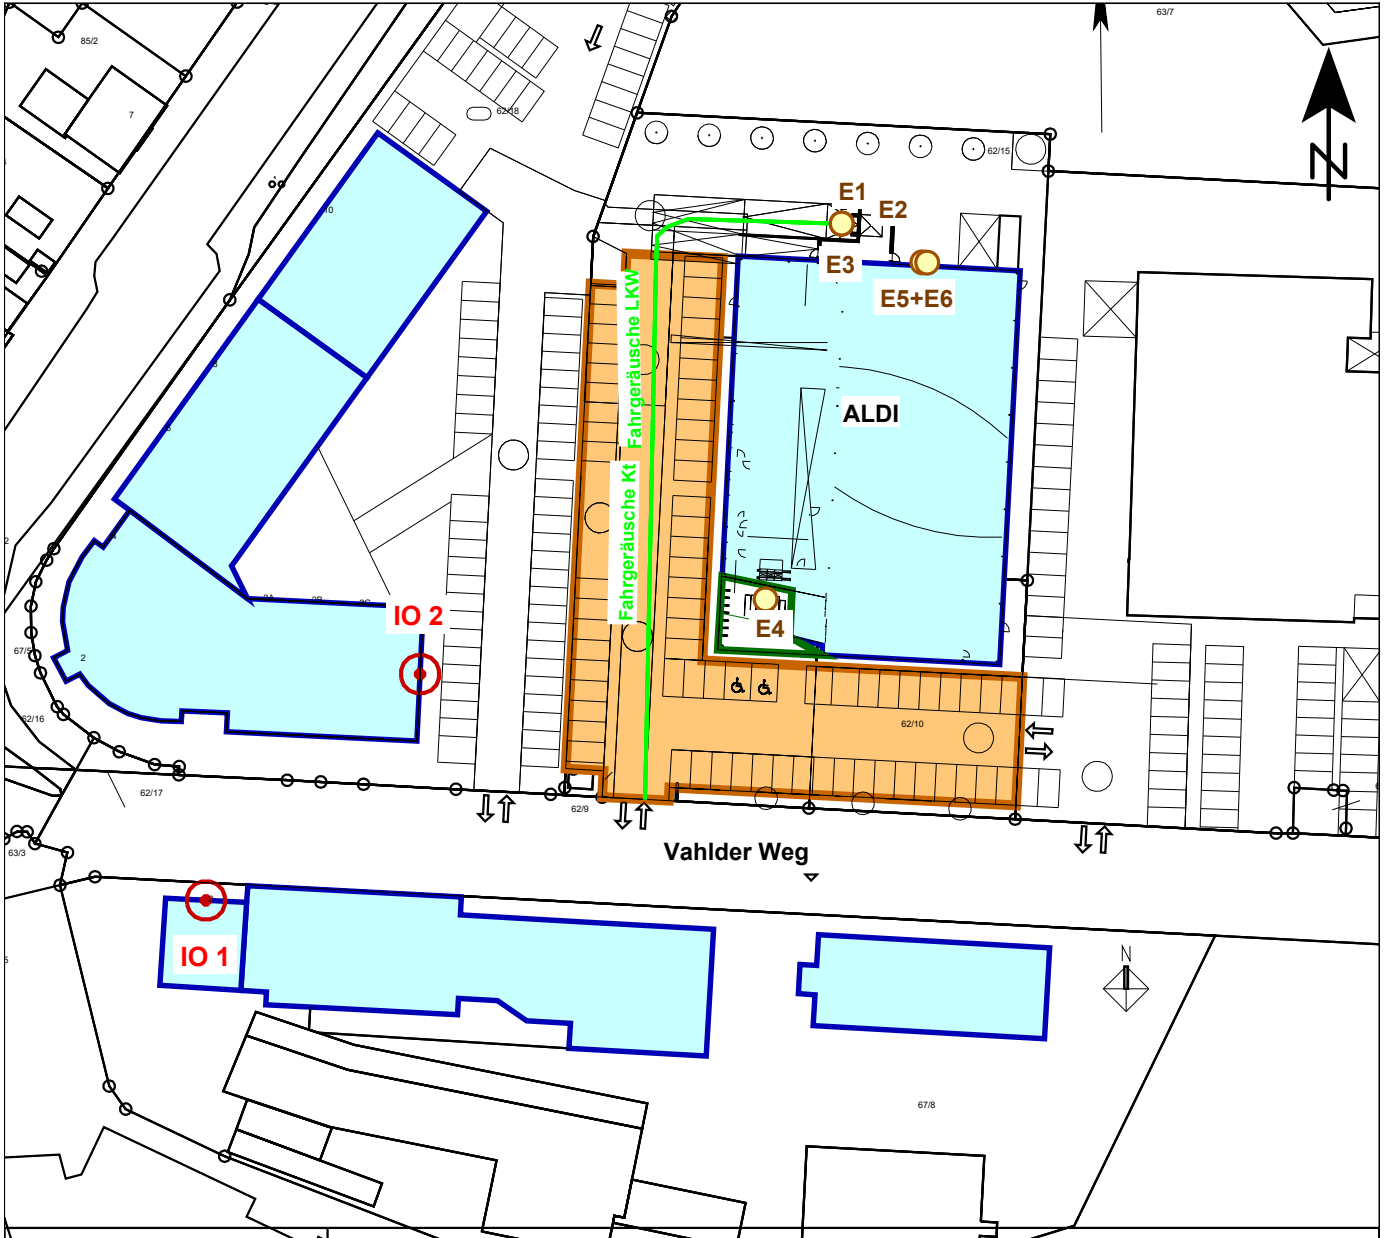 63/7
85/2
7
62/18
62/15
10
E1
E2
E3
E5+E6
Fahrgeräusche LKW
ALDI
Fahrgeräusche Kt
E4
IO 2
2
67/5
62/16
62/10
62/17
62/9
63/3
Vahlder Weg
IO 1
N
67/8